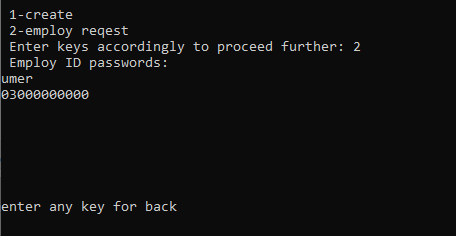 1-create
2-employ reqest
Enter keys accordingly to proceed further: 2
Employ ID passwords:
umer
03000000000
enter any key for back